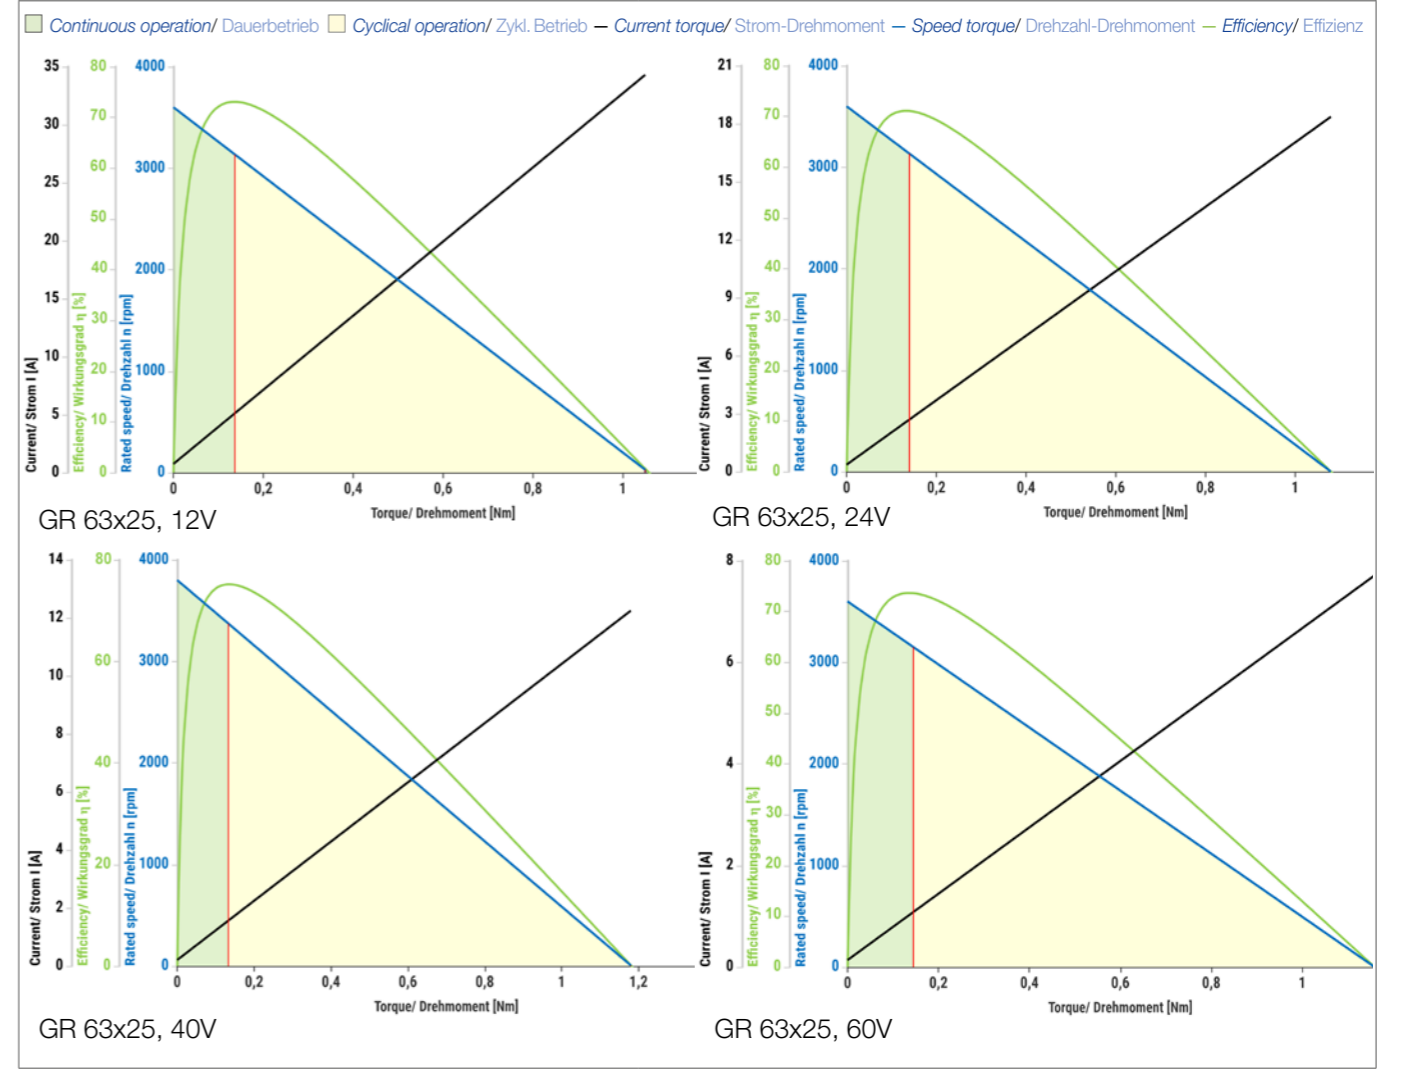 Continuous operation/ Dauerbetrieb Cyclical operation/ Zykl. Betrieb – Current torque/ Strom-Drehmoment – Speed torque/ Drehzahl-Drehmoment – Efficiency/ Effizienz
35 30 25 20 15 10 5 0
Current/ Strom I [A]
80 70 60 50 40 30 20 10 0
Efficiency/ Wirkungsgrad η [%]
4000 3000 2000 1000 0
Rated speed/ Drehzahl n [rpm]
0 0,2 0,4 0,6 0,8 1
Torque/ Drehmoment [Nm]
GR 63x25, 12V
21 18 15 12 9 6 3 0
Current/ Strom I [A]
80 70 60 50 40 30 20 10 0
Efficiency/ Wirkungsgrad η [%]
4000 3000 2000 1000 0
Rated speed/ Drehzahl n [rpm]
0 0,2 0,4 0,6 0,8 1
Torque/ Drehmoment [Nm]
GR 63x25, 24V
14 12 10 8 6 4 2 0
Current/ Strom I [A]
80 60 40 20 0
Efficiency/ Wirkungsgrad η [%]
4000 3000 2000 1000 0
Rated speed/ Drehzahl n [rpm]
0 0,2 0,4 0,6 0,8 1 1,2
Torque/ Drehmoment [Nm]
GR 63x25, 40V
8 6 4 2 0
Current/ Strom I [A]
80 70 60 50 40 30 20 10 0
Efficiency/ Wirkungsgrad η [%]
4000 3000 2000 1000 0
Rated speed/ Drehzahl n [rpm]
0 0,2 0,4 0,6 0,8 1
Torque/ Drehmoment [Nm]
GR 63x25, 60V